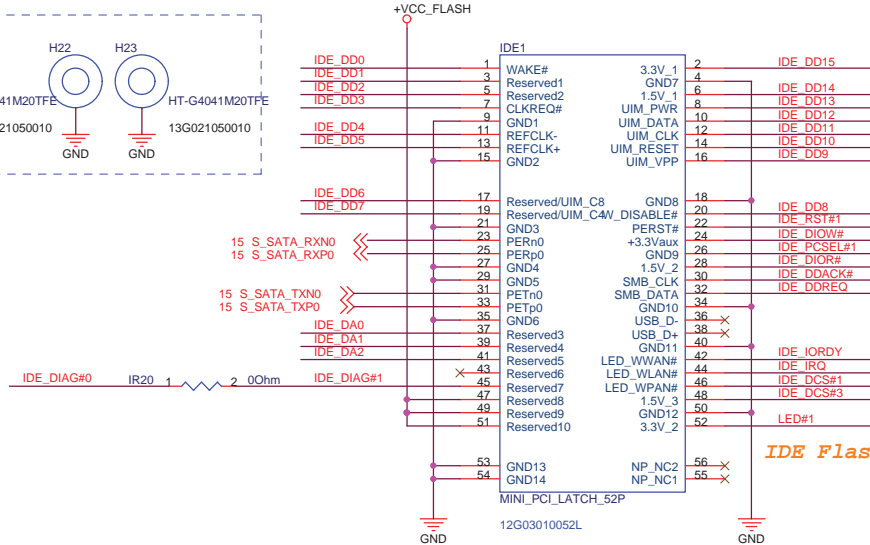 +VCC_FLASH
H22 H23
41M20TFE HT-G4041M20TFE
21050010 13G021050010
GND GND
IDE1
IDE_DD0 1 WAKE# 3.3V_1 2 IDE_DD15
IDE_DD1 3 Reserved1 GND7 4
IDE_DD2 5 Reserved2 1.5V_1 6 IDE_DD14
IDE_DD3 7 CLKREQ# UIM_PWR 8 IDE_DD13
9 GND1 UIM_DATA 10 IDE_DD12
IDE_DD4 11 REFCLK- UIM_CLK 12 IDE_DD11
IDE_DD5 13 REFCLK+ UIM_RESET 14 IDE_DD10
15 GND2 UIM_VPP 16 IDE_DD9
IDE_DD6 17 Reserved/UIM_C8 GND8 18
IDE_DD7 19 Reserved/UIM_C4 W_DISABLE# 20 IDE_DD8
21 GND3 PERST# 22 IDE_RST#1
15 S_SATA_RXN0 23 PERn0 +3.3Vaux 24 IDE_DIOW#
15 S_SATA_RXP0 25 PERp0 GND9 26 IDE_PCSEL#1
27 GND4 1.5V_2 28 IDE_DIOR#
29 GND5 SMB_CLK 30 IDE_DDACK#
15 S_SATA_TXN0 31 PETn0 SMB_DATA 32 IDE_DDREQ
15 S_SATA_TXP0 33 PETp0 GND10 34
35 GND6 USB_D- 36
IDE_DA0 37 Reserved3 USB_D+ 38
IDE_DA1 39 Reserved4 GND11 40
IDE_DA2 41 Reserved5 LED_WWAN# 42 IDE_IORDY
43 Reserved6 LED_WLAN# 44 IDE_IRQ
IDE_DIAG#0 IR20 1 2 0Ohm IDE_DIAG#1 45 Reserved7 LED_WPAN# 46 IDE_DCS#1
47 Reserved8 1.5V_3 48 IDE_DCS#3
49 Reserved9 GND12 50
51 Reserved10 3.3V_2 52 LED#1
IDE Flas
53 GND13 NP_NC2 56
54 GND14 NP_NC1 55
MINI_PCI_LATCH_52P
12G03010052L
GND GND